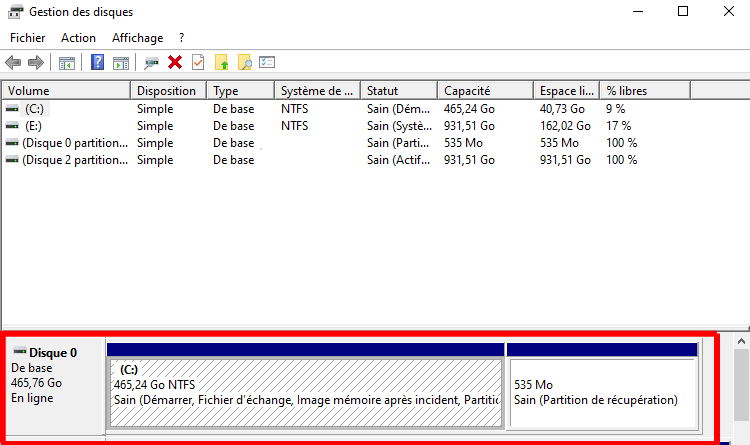 Gestion des disques
Fichier Action Affichage ?
Volume Disposition Type Système de ... Statut Capacité Espace li... % libres
(C:) Simple De base NTFS Sain (Dém... 465,24 Go 40,73 Go 9 %
(E:) Simple De base NTFS Sain (Systè... 931,51 Go 162,02 Go 17 %
(Disque 0 partition... Simple De base Sain (Parti... 535 Mo 535 Mo 100 %
(Disque 2 partition... Simple De base Sain (Actif... 931,51 Go 931,51 Go 100 %
Disque 0
De base
465,76 Go
En ligne
(C:)
465,24 Go NTFS
Sain (Démarrer, Fichier d'échange, Image mémoire après incident, Partitic
535 Mo
Sain (Partition de récupération)